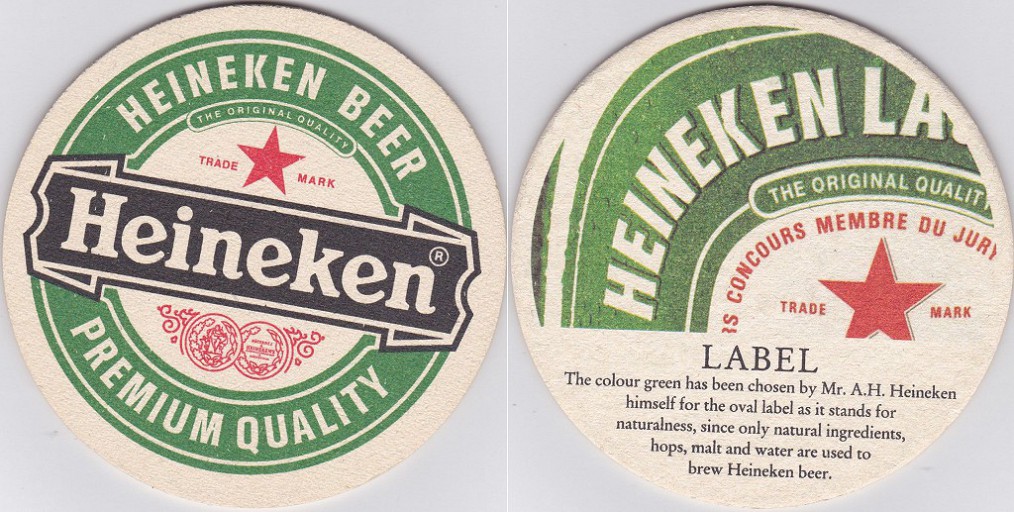 HEINEKEN BEER
THE ORIGINAL QUALITY
TRADE MARK
Heineken®
PREMIUM QUALITY
HEINEKEN LA
THE ORIGINAL QUALIT
RS CONCOURS MEMBRE DU JURY
TRADE MARK
LABEL
The colour green has been chosen by Mr. A.H. Heineken
himself for the oval label as it stands for
naturalness, since only natural ingredients,
hops, malt and water are used to
brew Heineken beer.